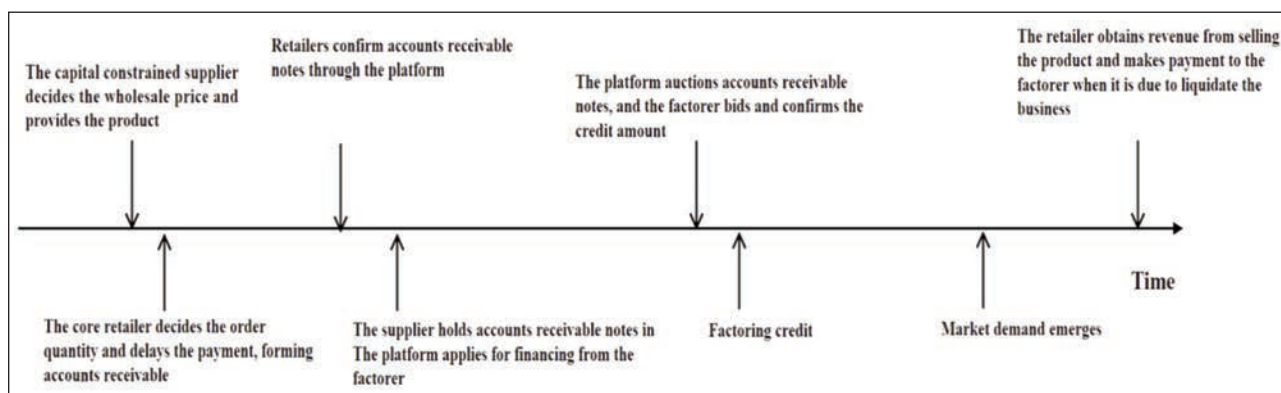 The capital constrained supplier
decides the wholesale price and
provides the product
Retailers confirm accounts receivable
notes through the platform
The platform auctions accounts receivable
notes, and the factorer bids and confirms the
credit amount
The retailer obtains revenue from selling
the product and makes payment to the
factorer when it is due to liquidate the
business
Time
The core retailer decides the order
quantity and delays the payment, forming
accounts receivable
The supplier holds accounts receivable notes in
The platform applies for financing from the
factorer
Factoring credit
Market demand emerges